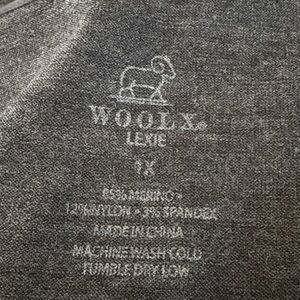 WOOLX®
LEXIE
1X
85% MERINO •
12% NYLON • 3% SPANDEX
MADE IN CHINA
MACHINE WASH COLD
TUMBLE DRY LOW